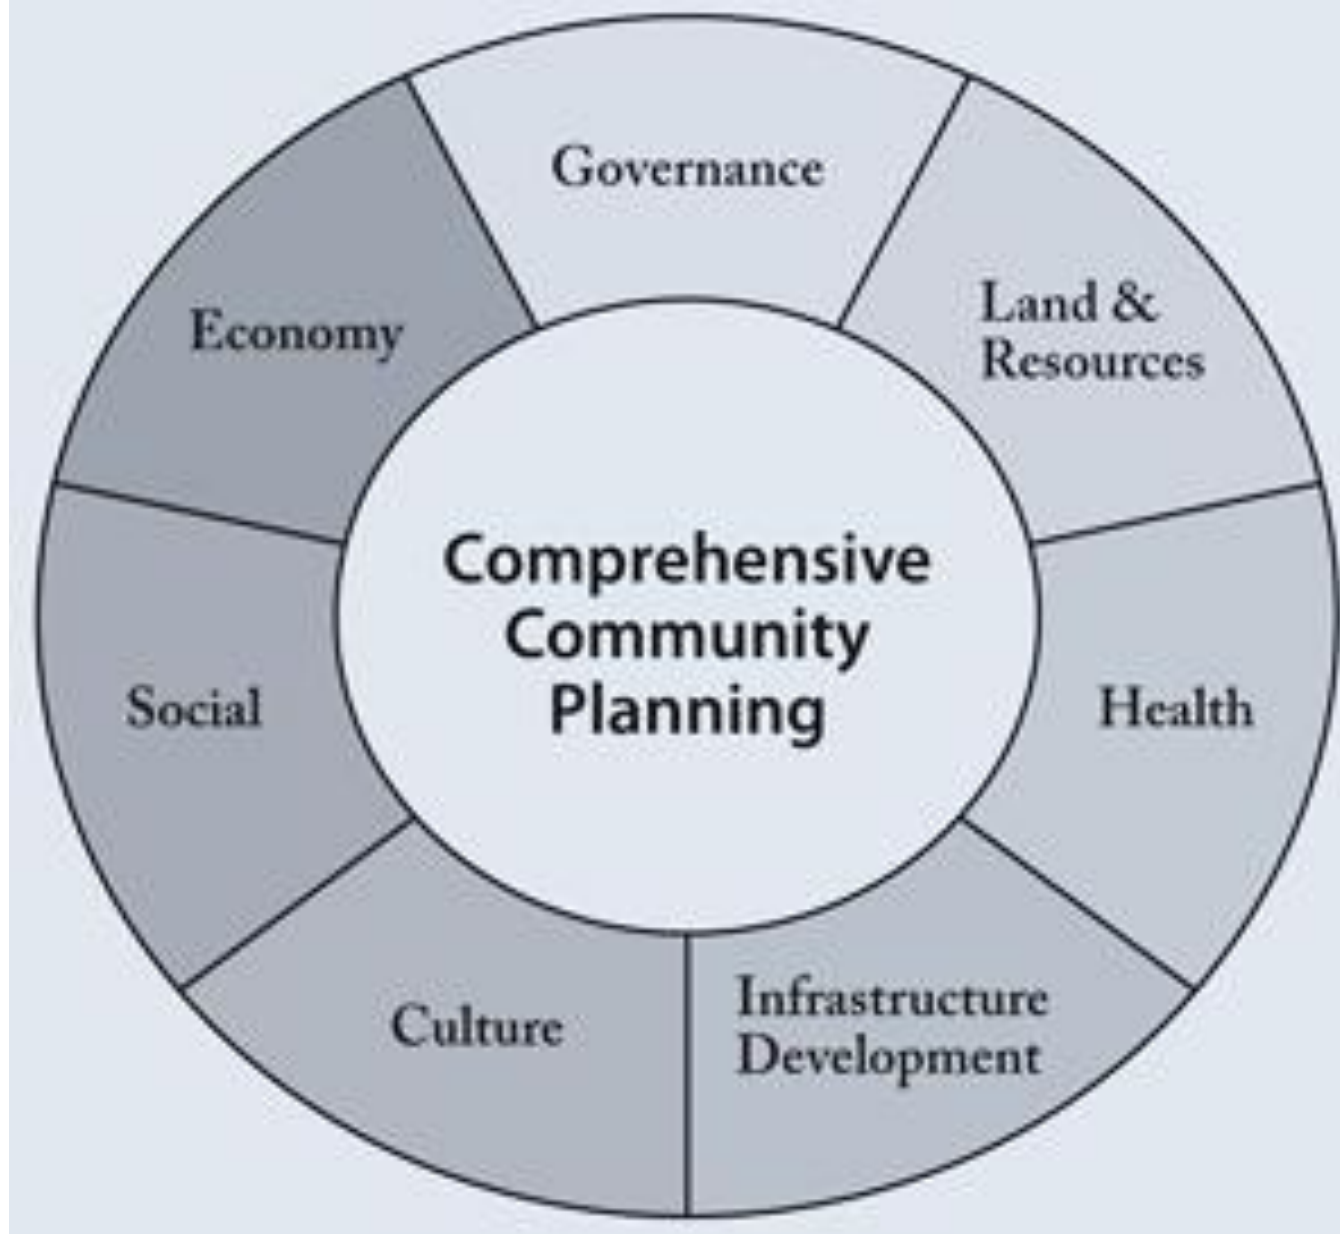 Governance
Land &
Resources
Economy
Comprehensive
Community
Planning
Social
Health
Infrastructure
Development
Culture